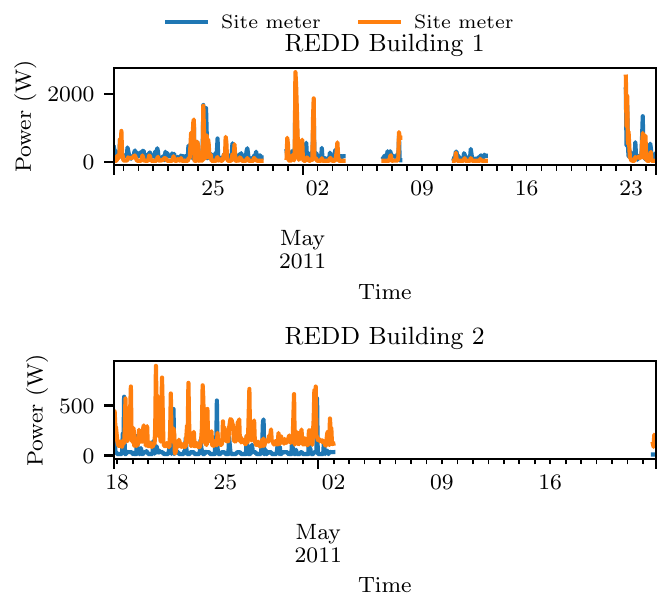 Site meter Site meter
REDD Building 1
Power (W)
2000
0
25 02 09 16 23
May
2011
Time
REDD Building 2
Power (W)
500
0
18 25 02 09 16
May
2011
Time